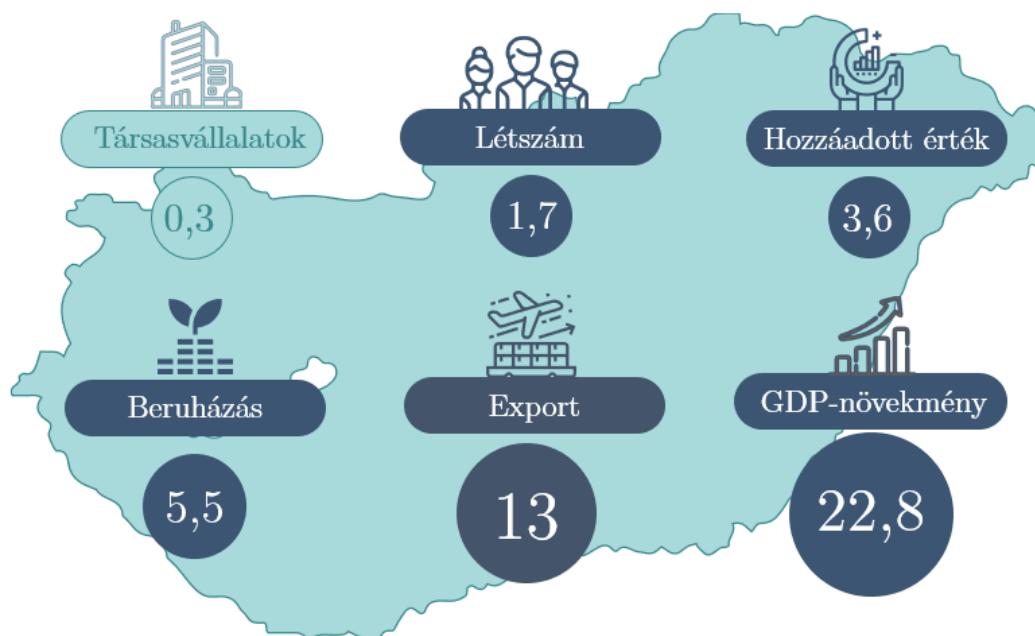 Társasvállalatok
Létszám
Hozzáadott érték
0,3
1,7
3,6
Beruházás
Export
GDP-növekmény
5,5
13
22,8